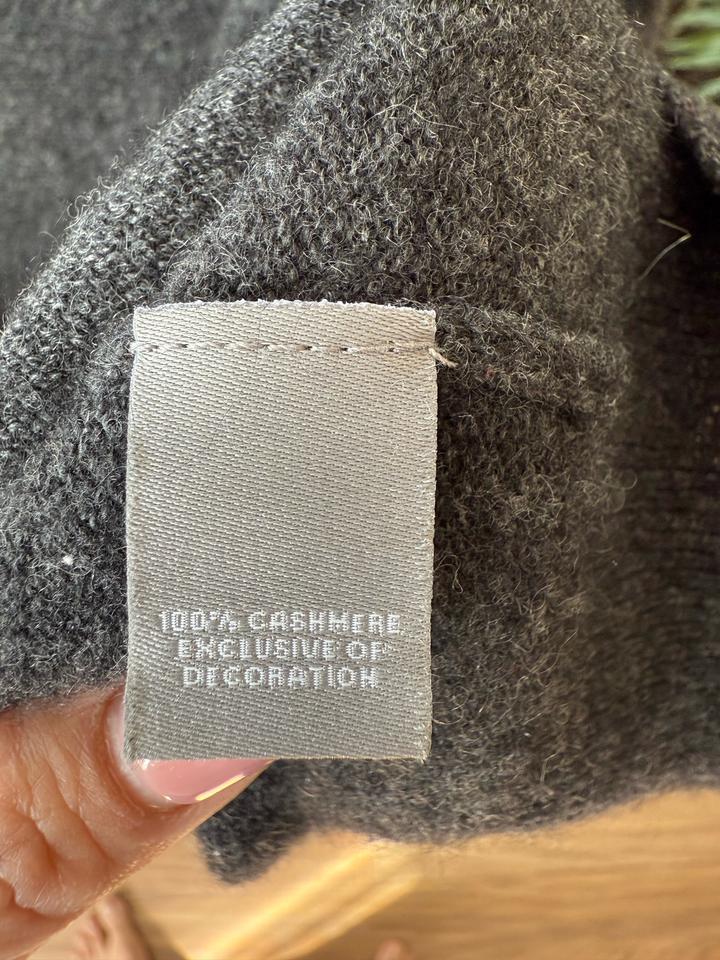 100% CASHMERE
EXCLUSIVE OF
DECORATION